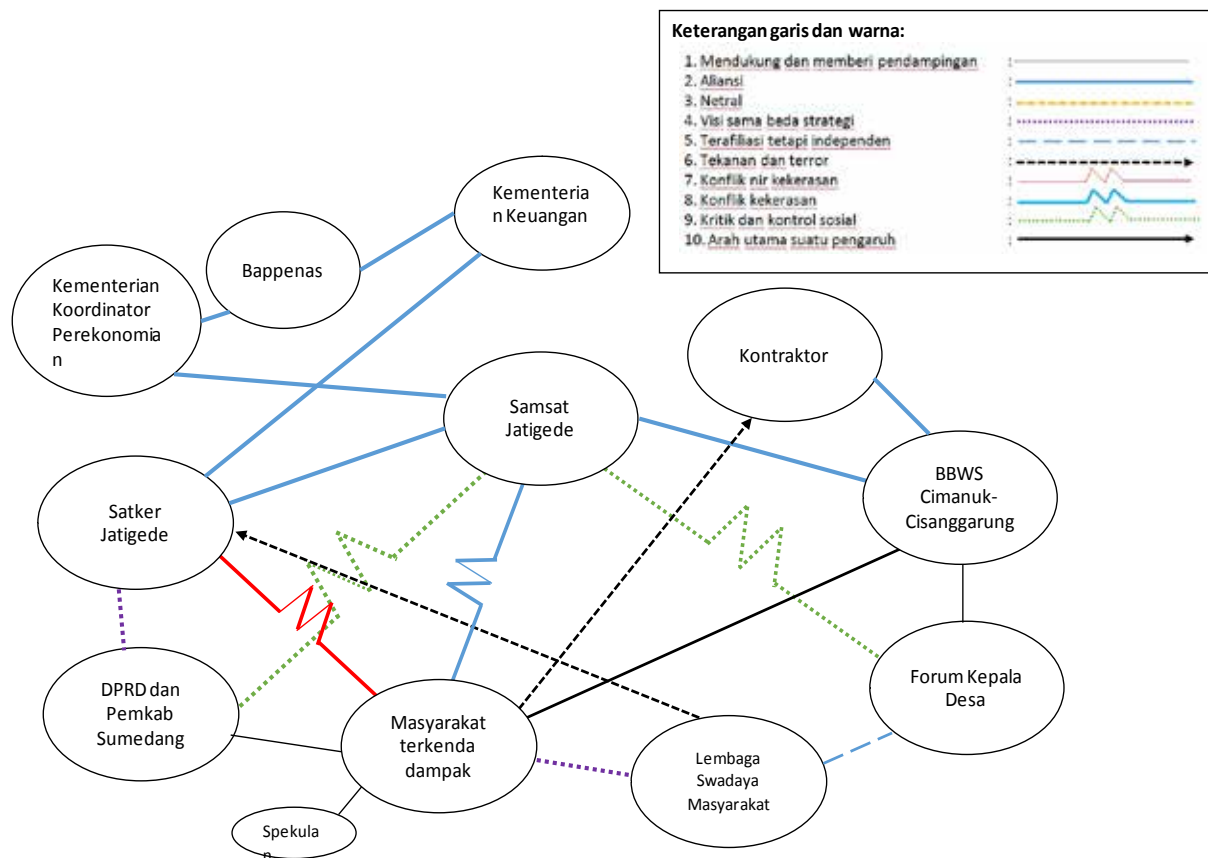 Keterangan garis dan warna:
1. Mendukung dan memberi pendampingan :
2. Aliansi :
3. Netral :
4. Visi sama beda strategi :
5. Terafiliasi tetapi independen :
6. Tekanan dan terror :
7. Konflik nir kekerasan :
8. Konflik kekerasan :
9. Kritik dan kontrol sosial :
10. Arah utama suatu pengaruh :
Kementeria
n Keuangan
Bappenas
Kementerian
Koordinator
Perekonomia
n
Kontraktor
Samsat
Jatigede
BBWS
Cimanuk-
Cisanggarung
Satker
Jatigede
DPRD dan
Pemkab
Sumedang
Masyarakat
terkenda
dampak
Forum Kepala
Desa
Lembaga
Swadaya
Masyarakat
Spekula
n